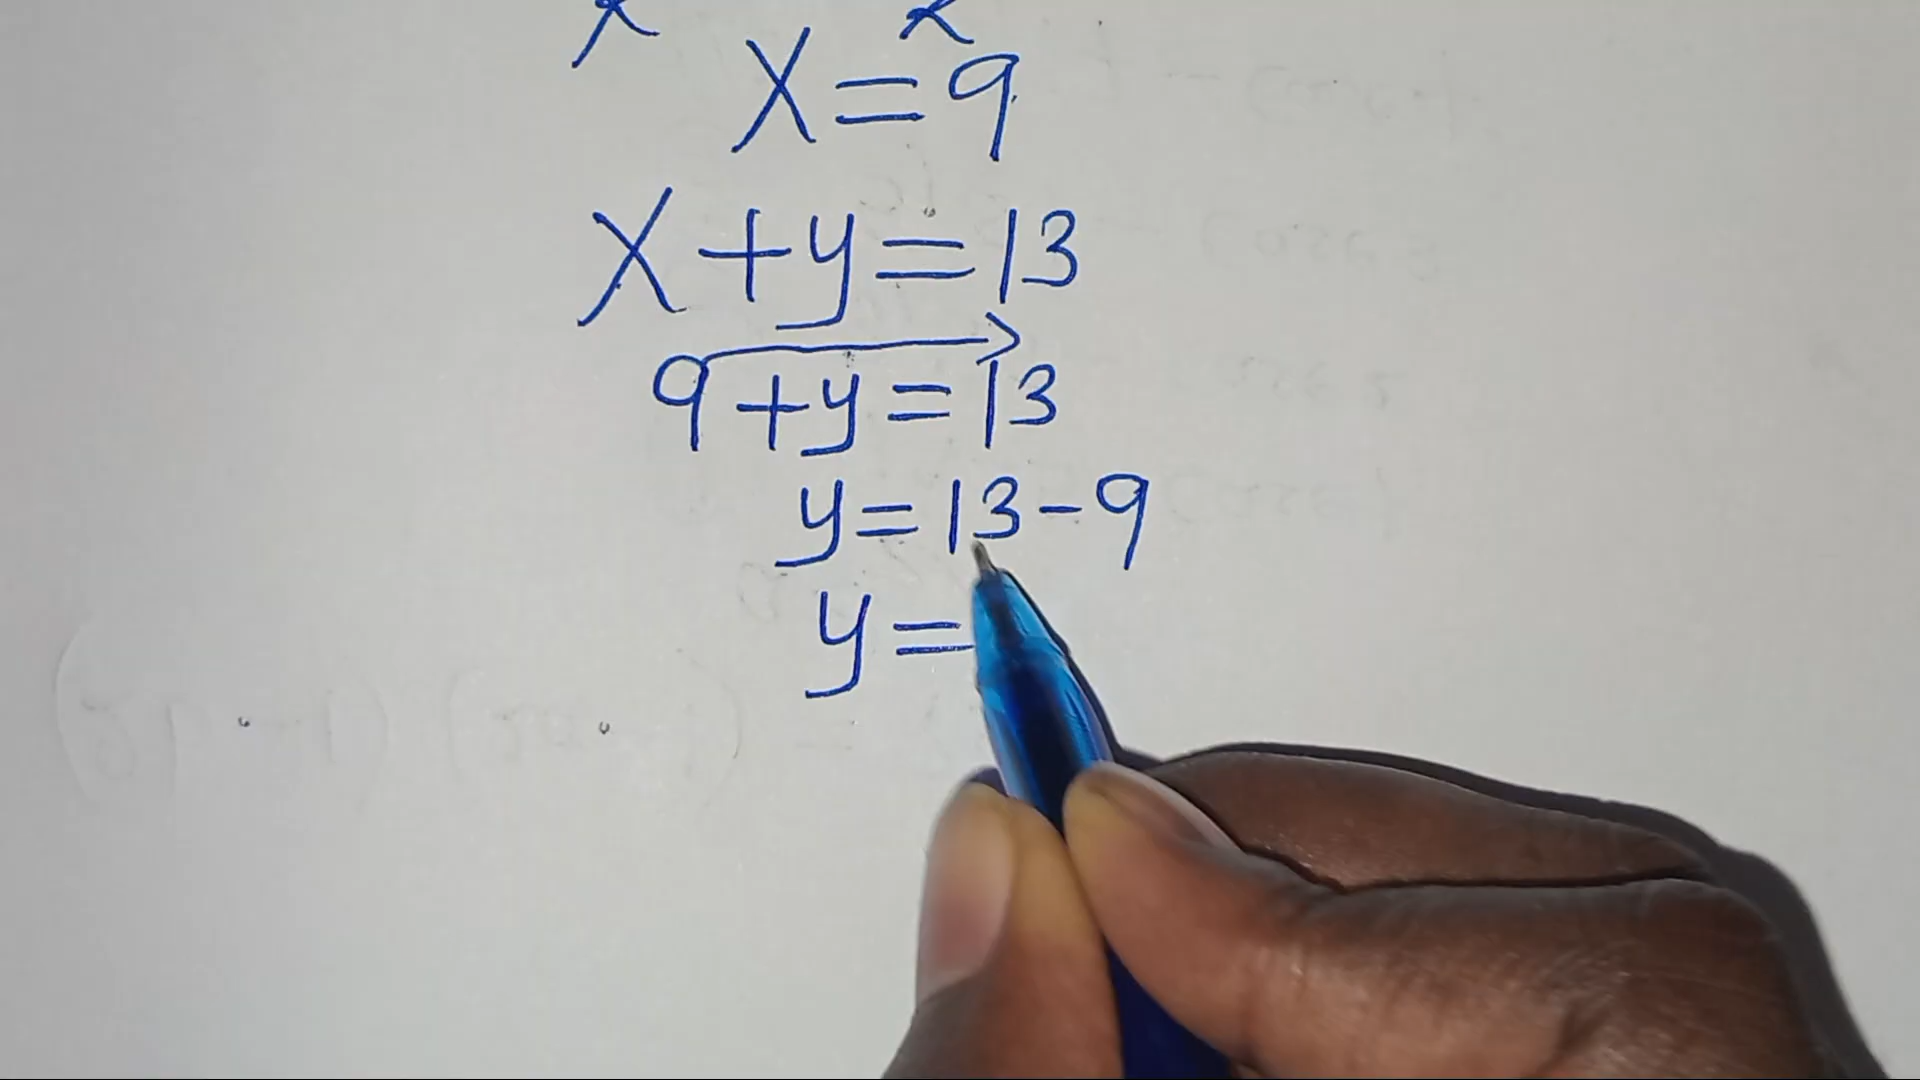 x = 9
x + y = 13
9 + y = 13
y = 13 - 9
y =